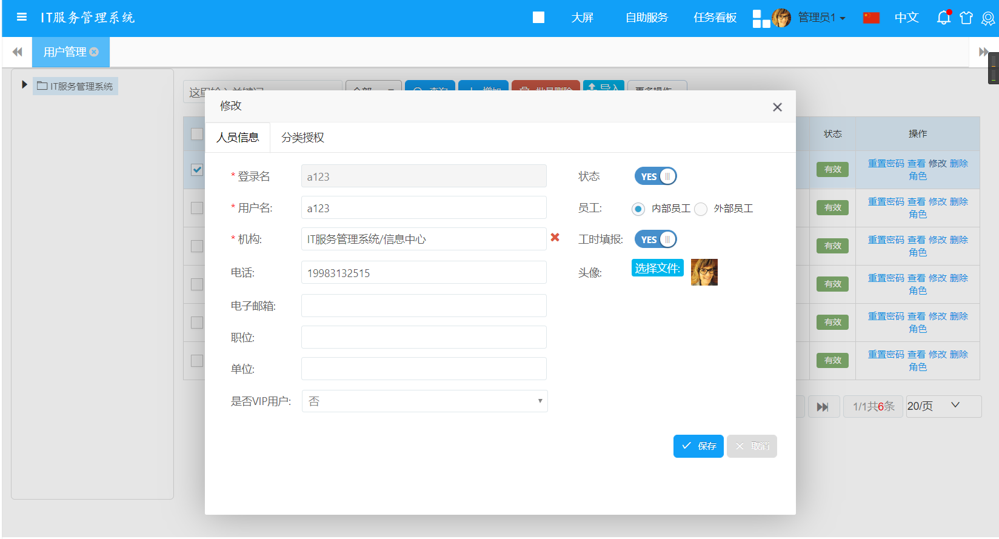 IT服务管理系统
大屏
自助服务
任务看板
管理员1
中文
用户管理
IT服务管理系统
修改
人员信息
分类授权
* 登录名
a123
状态
YES
* 用户名:
a123
员工:
内部员工
外部员工
* 机构:
IT服务管理系统/信息中心
工时填报:
YES
电话:
19983132515
头像:
选择文件:
电子邮箱:
职位:
单位:
是否VIP用户:
否
保存
取消
状态
操作
有效
重置密码 查看 修改 删除
角色
有效
重置密码 查看 修改 删除
角色
有效
重置密码 查看 修改 删除
角色
有效
重置密码 查看 修改 删除
角色
有效
重置密码 查看 修改 删除
角色
有效
重置密码 查看 修改 删除
角色
1/1共6条
20/页